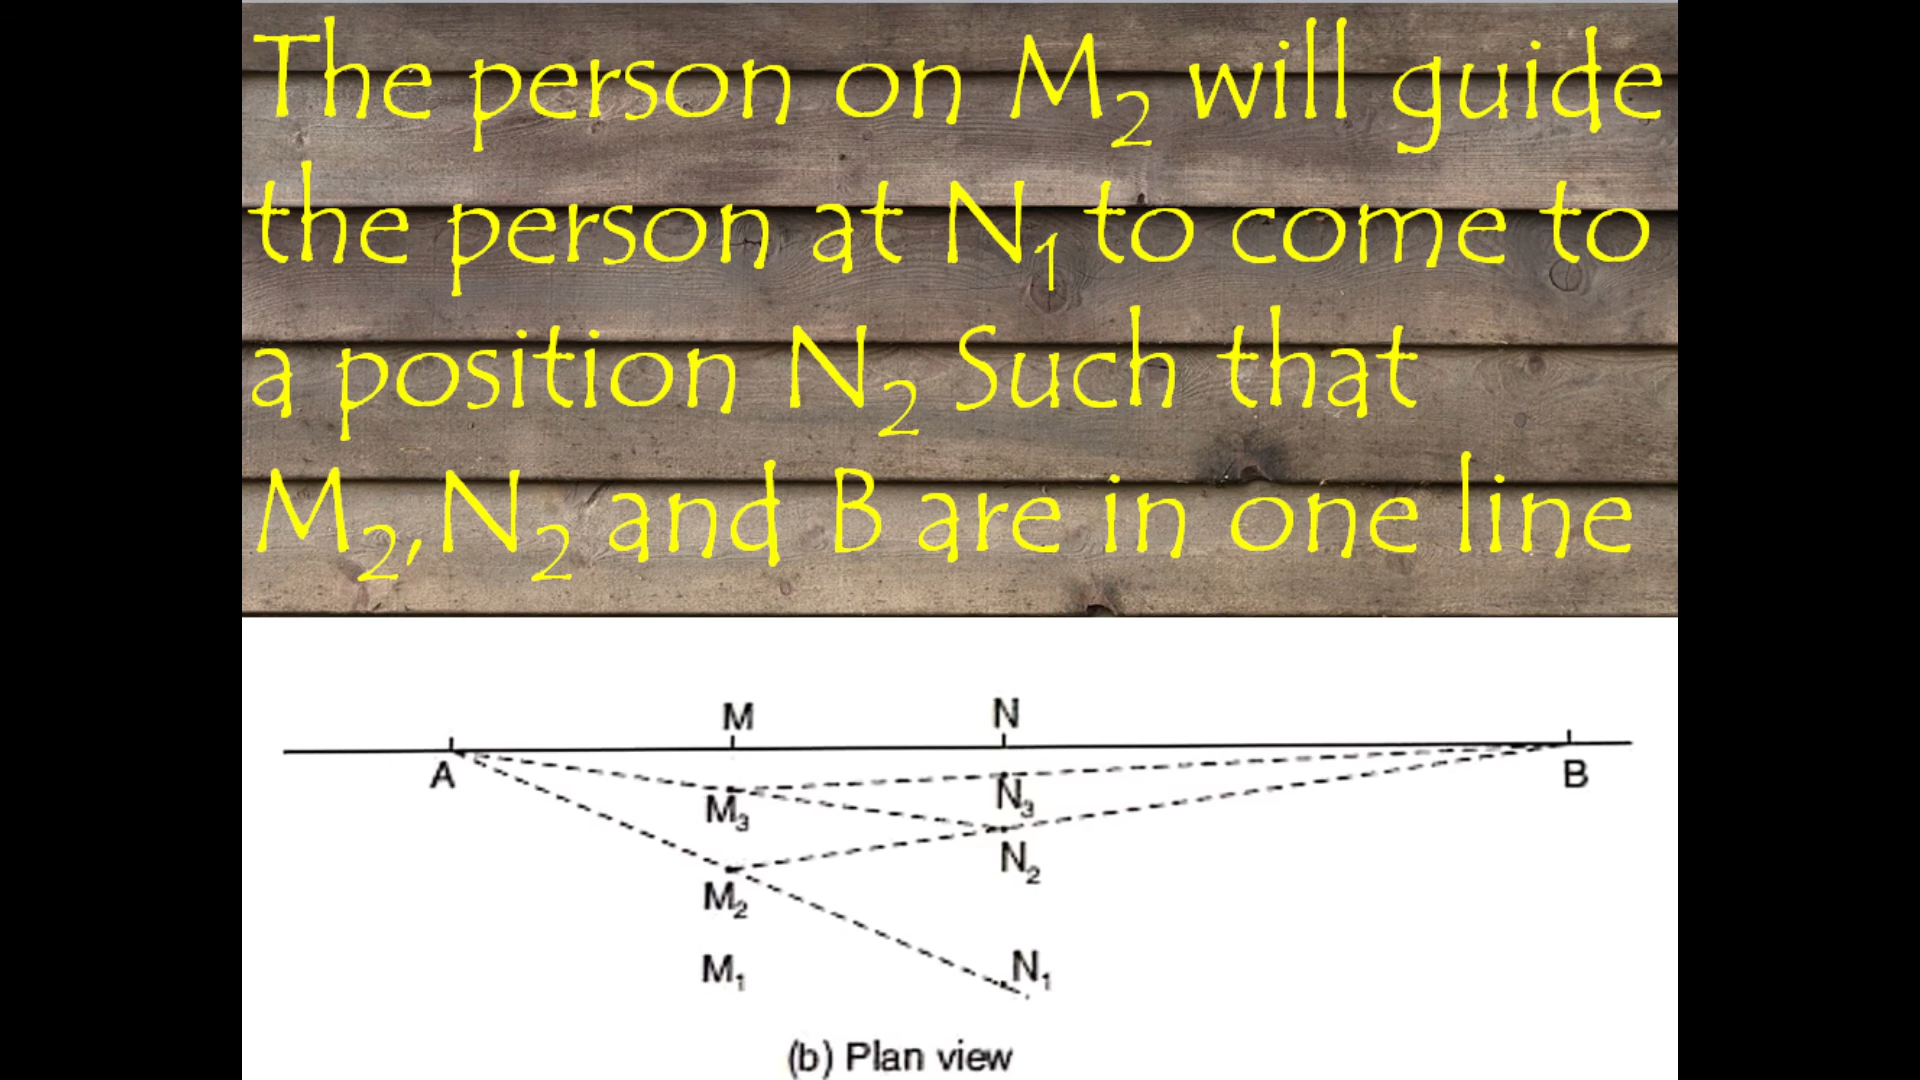 The person on M₂ will guide
the person at N₁ to come to
a position N₂ Such that
M₂, N₂ and B are in one line
M N
A B
M₃ N₃
N₂
M₂
M₁ N₁
(b) Plan view